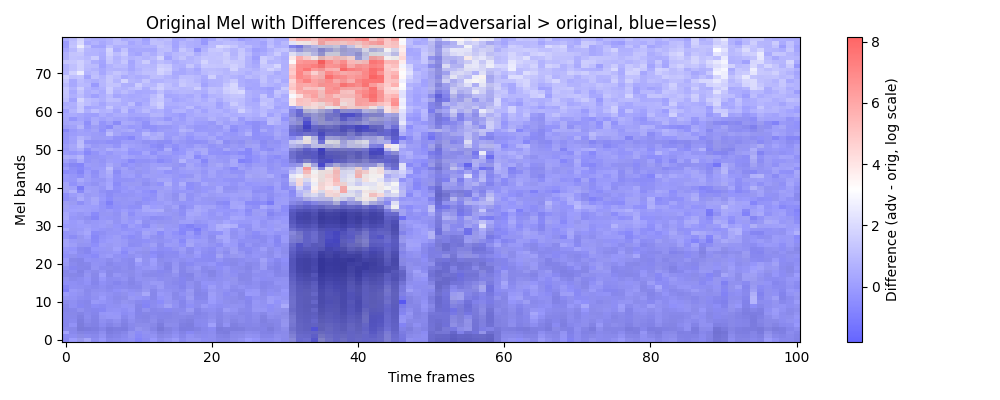 Original Mel with Differences (red=adversarial > original, blue=less)
Mel bands
70
60
50
40
30
20
10
0
0 20 40 60 80 100
Time frames
8
6
4
2
0
Difference (adv - orig, log scale)